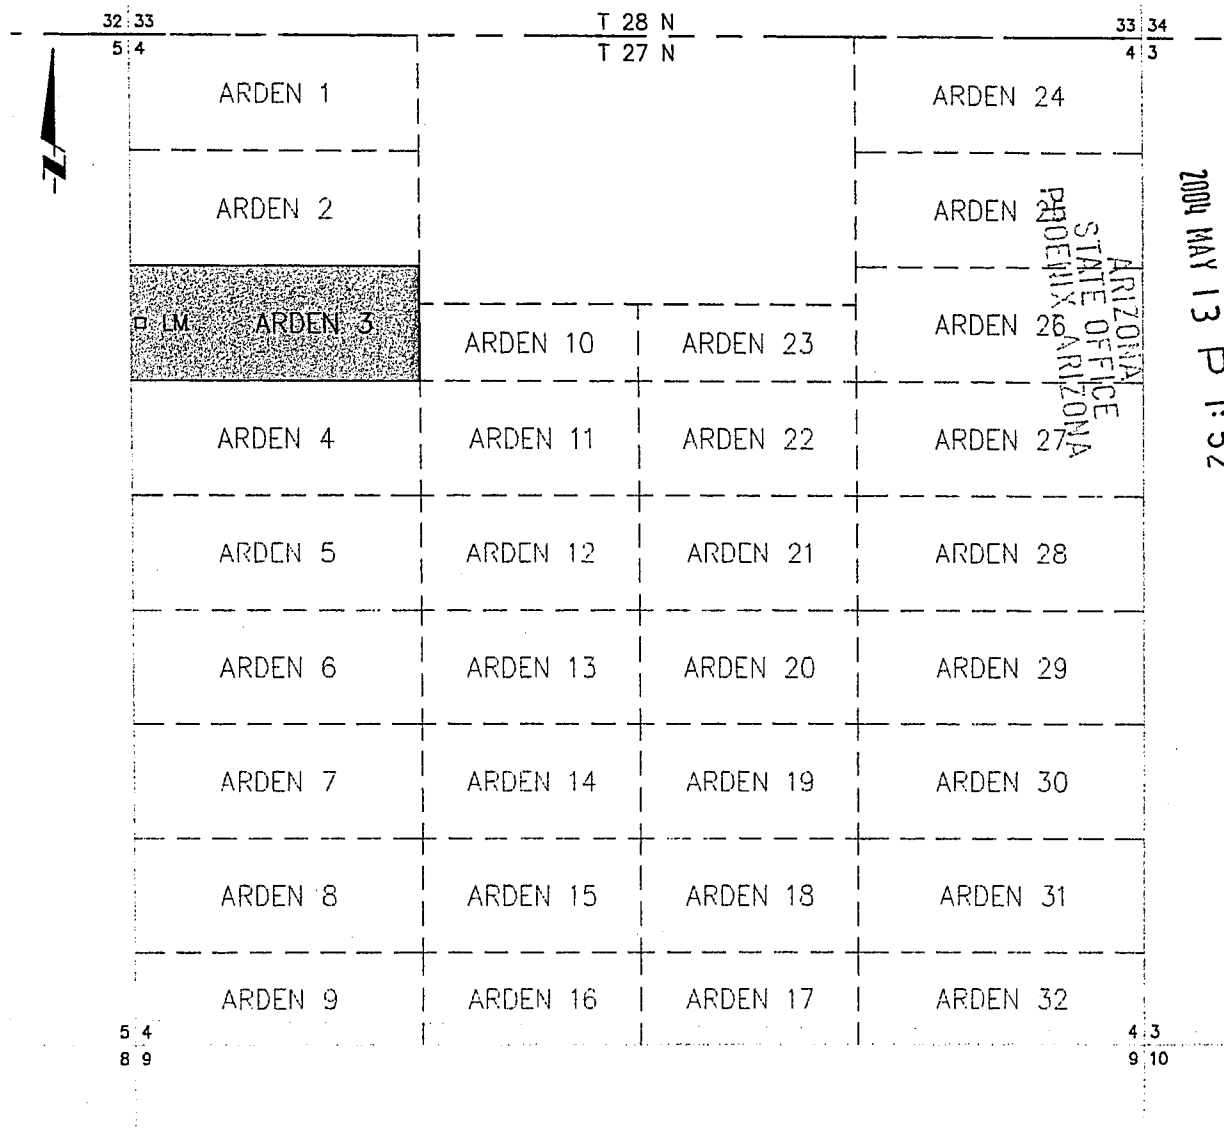 32 33 T 28 N 33 34
5 4 T 27 N 4 3
ARDEN 1 ARDEN 24
ARDEN 2 ARDEN 25
LM ARDEN 3 ARDEN 10 ARDEN 23 ARDEN 26
ARDEN 4 ARDEN 11 ARDEN 22 ARDEN 27
ARDEN 5 ARDEN 12 ARDEN 21 ARDEN 28
ARDEN 6 ARDEN 13 ARDEN 20 ARDEN 29
ARDEN 7 ARDEN 14 ARDEN 19 ARDEN 30
ARDEN 8 ARDEN 15 ARDEN 18 ARDEN 31
ARDEN 9 ARDEN 16 ARDEN 17 ARDEN 32
5 4 4 3
8 9 9 10
N
2004 MAY 13 P 1:52
ARIZONA
STATE OFFICE
PHOENIX ARIZONA